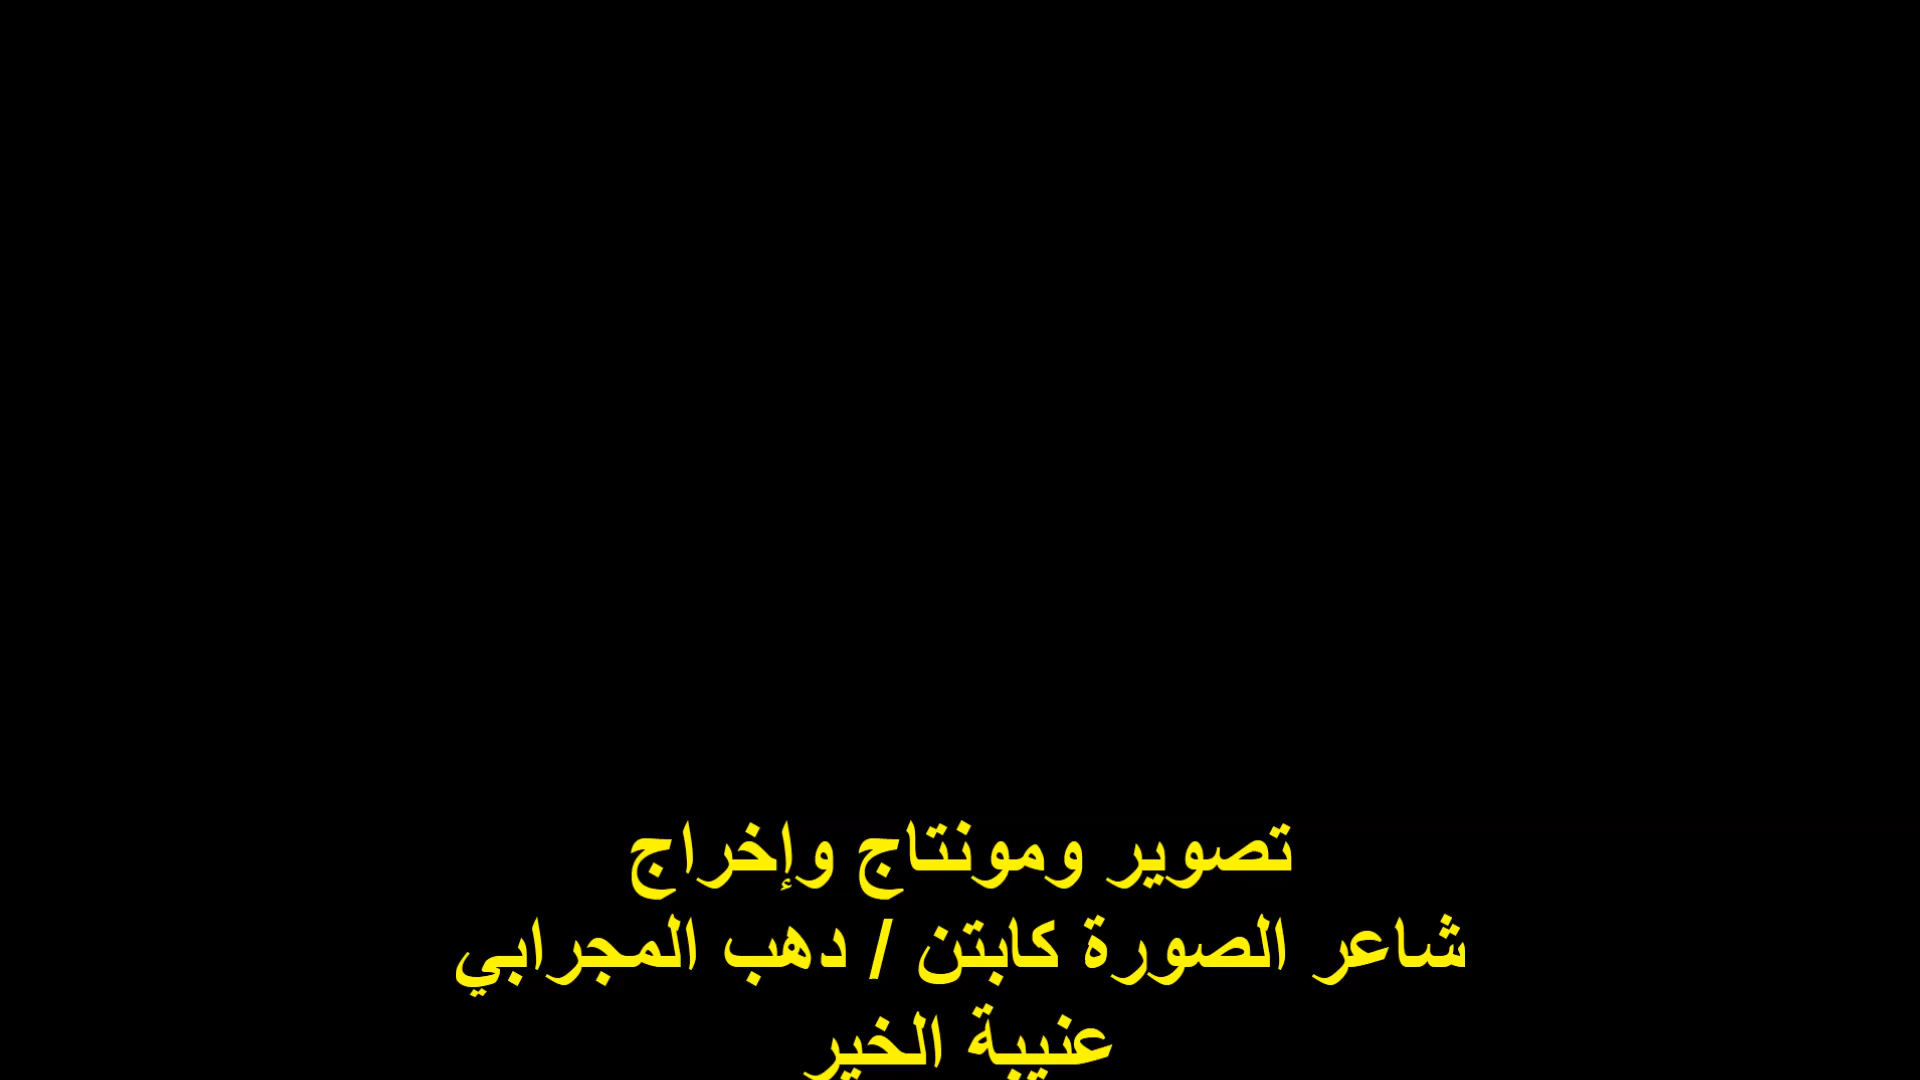 تصوير ومونتاج وإخراج
شاعر الصورة كابتن / دهب المجرابي
عنيبة الخير